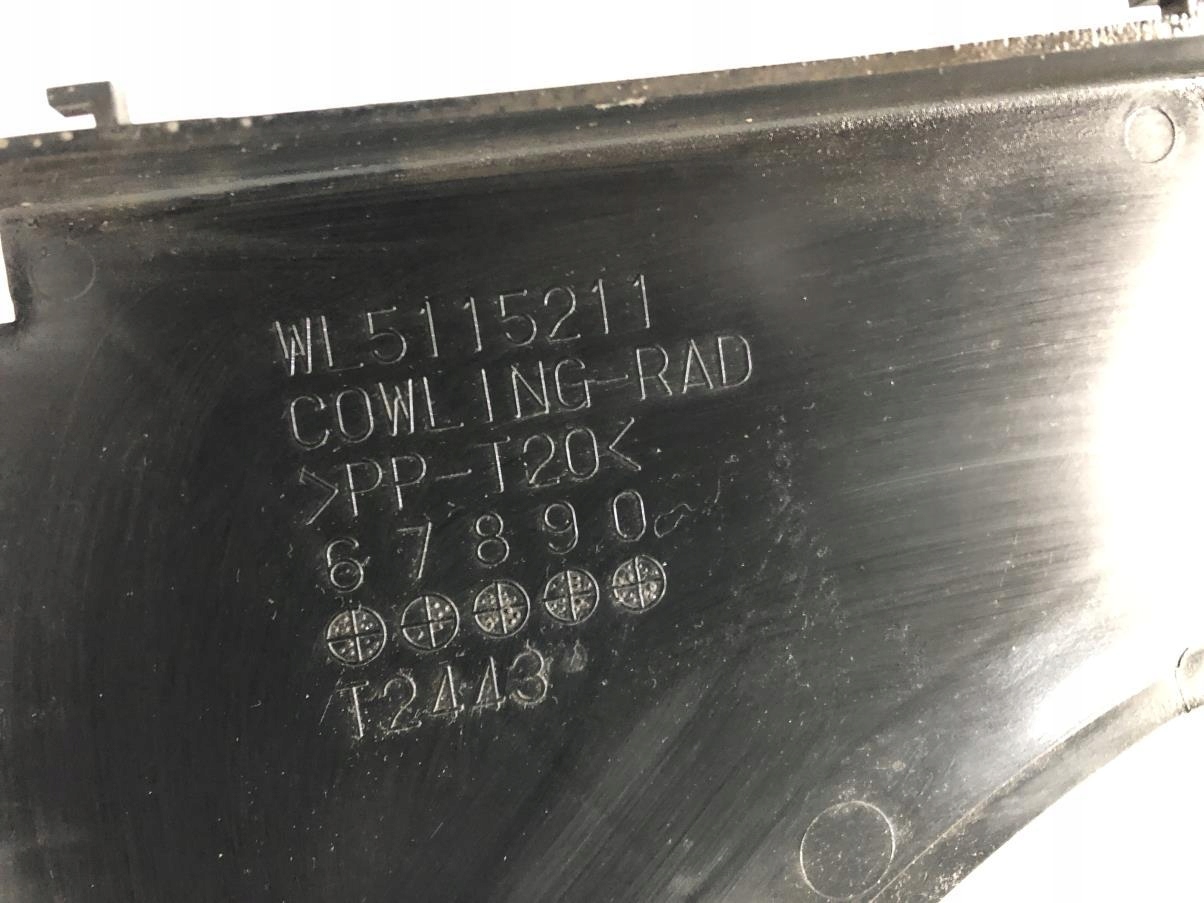 WL5115211
COWLING-RAD
>PP-T20<
6 7 8 9 0
T2443